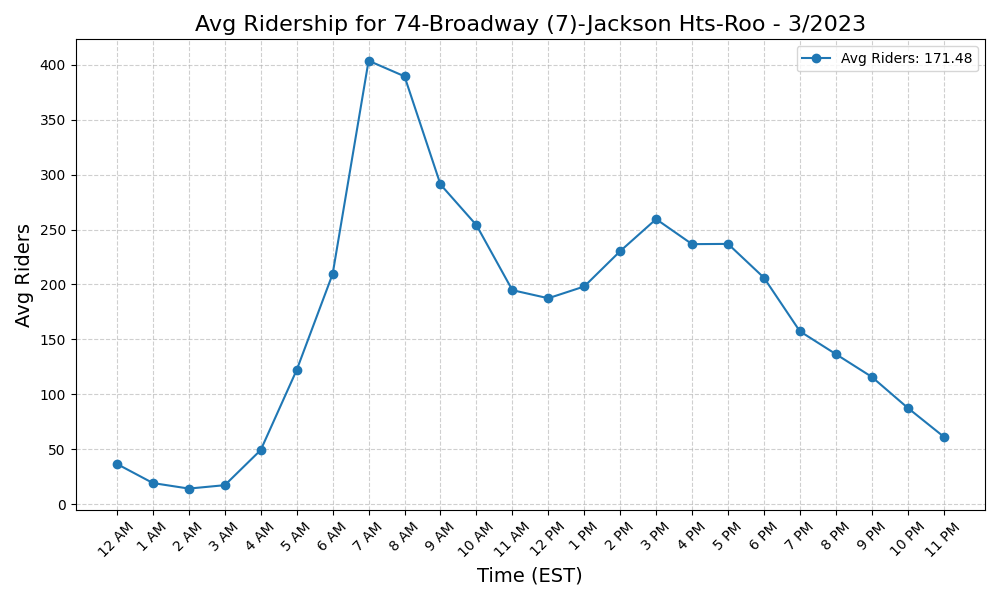 Avg Ridership for 74-Broadway (7)-Jackson Hts-Roo - 3/2023
Avg Riders: 171.48
Avg Riders
400
350
300
250
200
150
100
50
0
12 AM
1 AM
2 AM
3 AM
4 AM
5 AM
6 AM
7 AM
8 AM
9 AM
10 AM
11 AM
12 PM
1 PM
2 PM
3 PM
4 PM
5 PM
6 PM
7 PM
8 PM
9 PM
10 PM
11 PM
Time (EST)